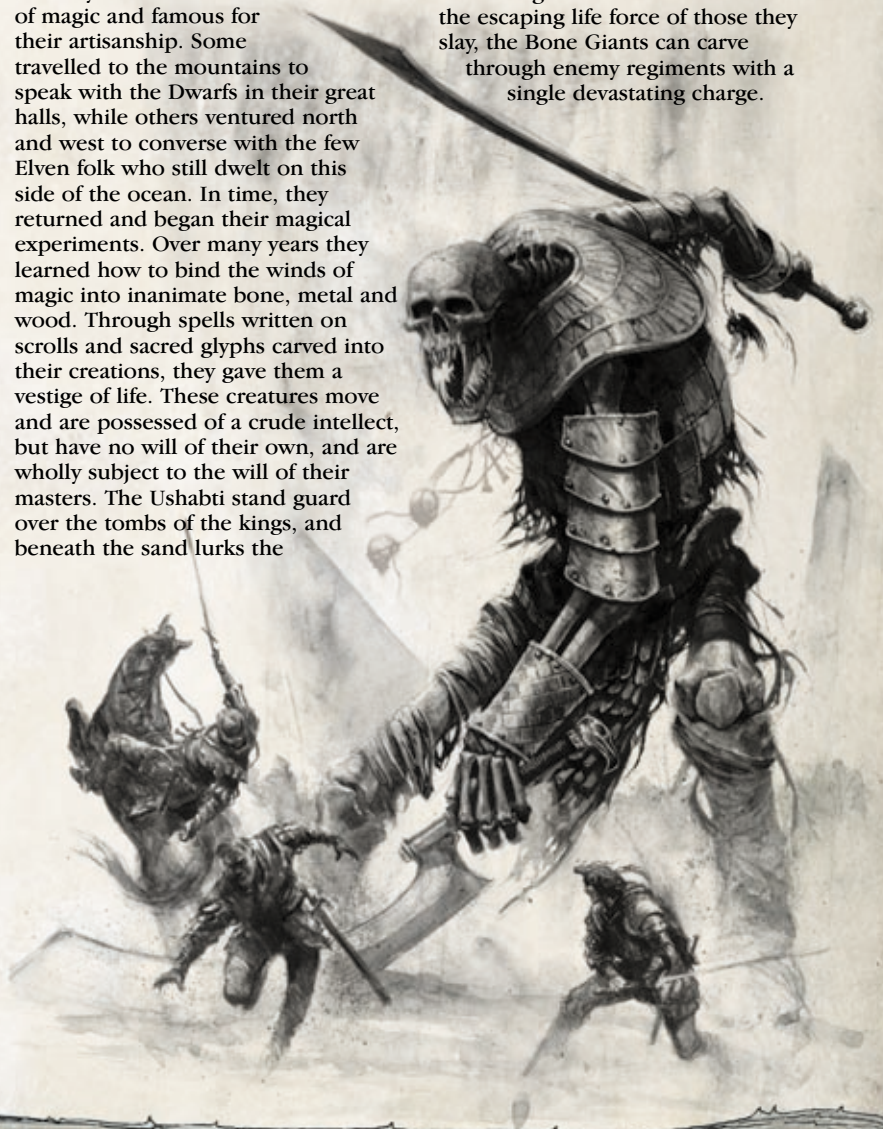 of magic and famous for
their artisanship. Some
travelled to the mountains to
speak with the Dwarfs in their great
halls, while others ventured north
and west to converse with the few
Elven folk who still dwelt on this
side of the ocean. In time, they
returned and began their magical
experiments. Over many years they
learned how to bind the winds of
magic into inanimate bone, metal and
wood. Through spells written on
scrolls and sacred glyphs carved into
their creations, they gave them a
vestige of life. These creatures move
and are possessed of a crude intellect,
but have no will of their own, and are
wholly subject to the will of their
masters. The Ushabti stand guard
over the tombs of the kings, and
beneath the sand lurks the
the escaping life force of those they
slay, the Bone Giants can carve
through enemy regiments with a
single devastating charge.